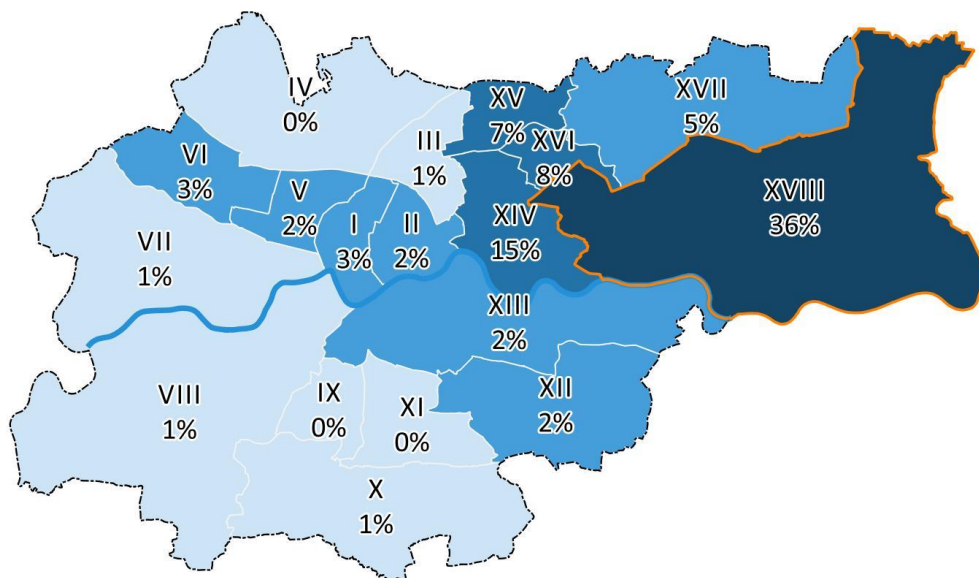 IV
0%
XV
7%
XVII
5%
III
1%
XVI
8%
VI
3%
V
2%
I
3%
II
2%
XIV
15%
XVIII
36%
VII
1%
XIII
2%
VIII
1%
IX
0%
XI
0%
XII
2%
X
1%